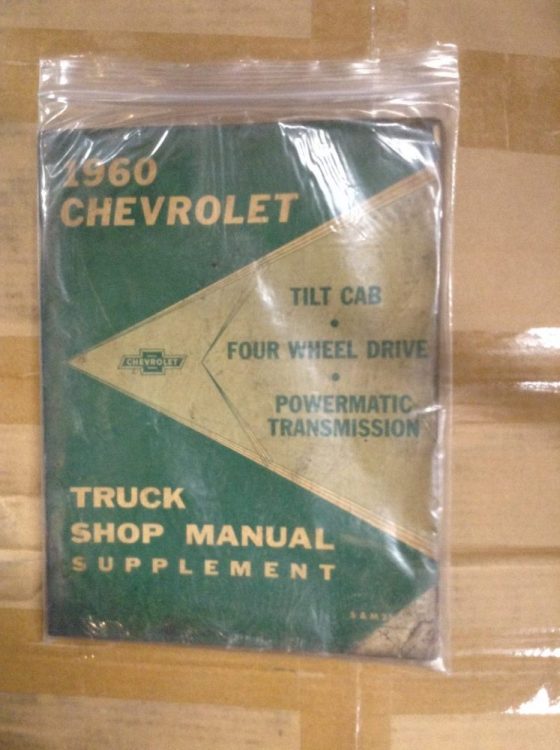 1960
CHEVROLET
TILT CAB
•
FOUR WHEEL DRIVE
•
POWERMATIC
TRANSMISSION
CHEVROLET
TRUCK
SHOP MANUAL
SUPPLEMENT